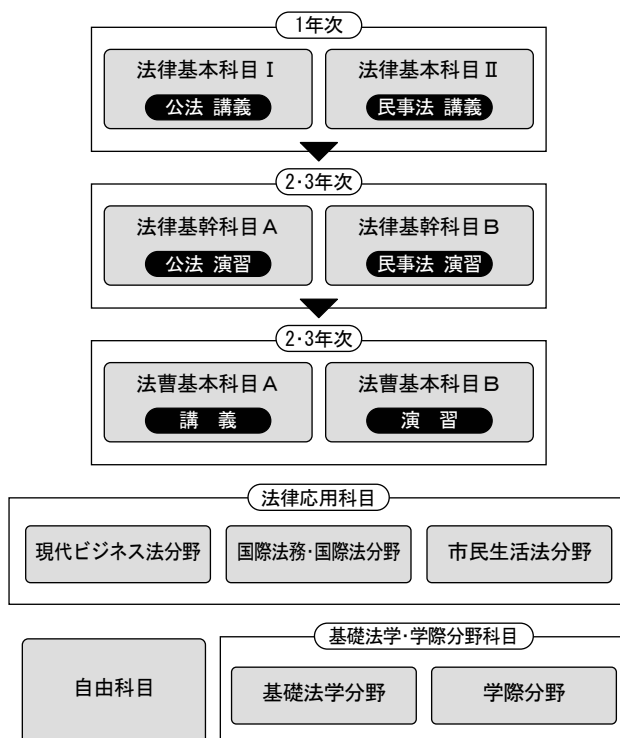 1年次
法律基本科目Ⅰ
法律基本科目Ⅱ
公法 講義
民事法 講義
2・3年次
法律基幹科目A
法律基幹科目B
公法 演習
民事法 演習
2・3年次
法曹基本科目A
法曹基本科目B
講 義
演 習
法律応用科目
現代ビジネス法分野
国際法務・国際法分野
市民生活法分野
基礎法学・学際分野科目
自由科目
基礎法学分野
学際分野